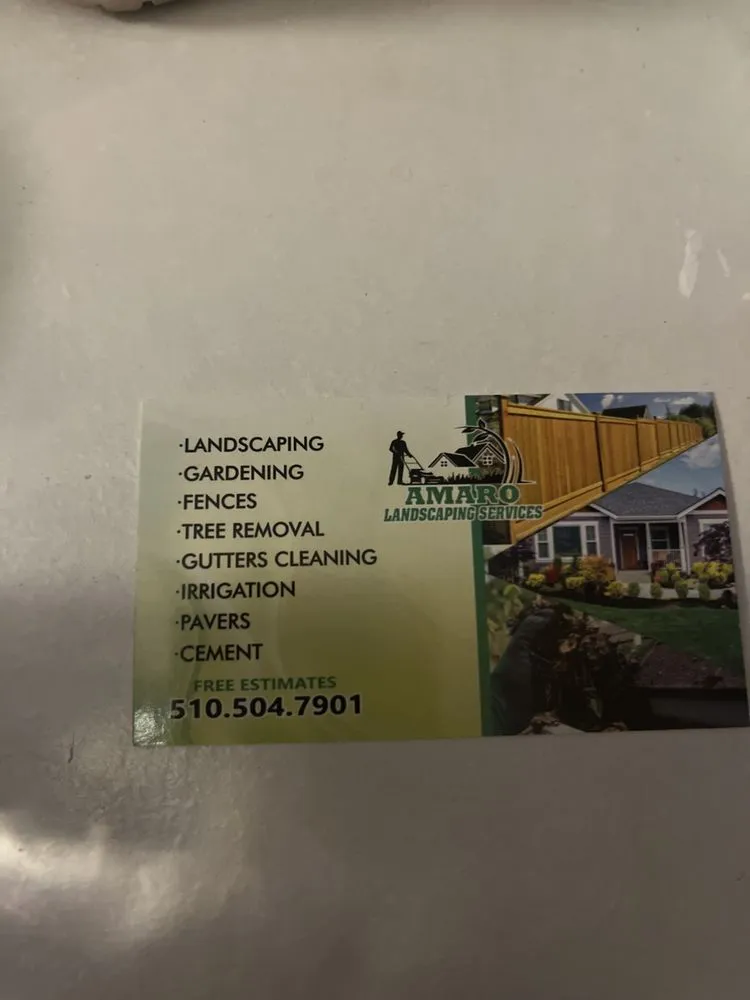 ·LANDSCAPING
·GARDENING
·FENCES
·TREE REMOVAL
·GUTTERS CLEANING
·IRRIGATION
·PAVERS
·CEMENT
FREE ESTIMATES
510.504.7901
AMARO
LANDSCAPING SERVICES